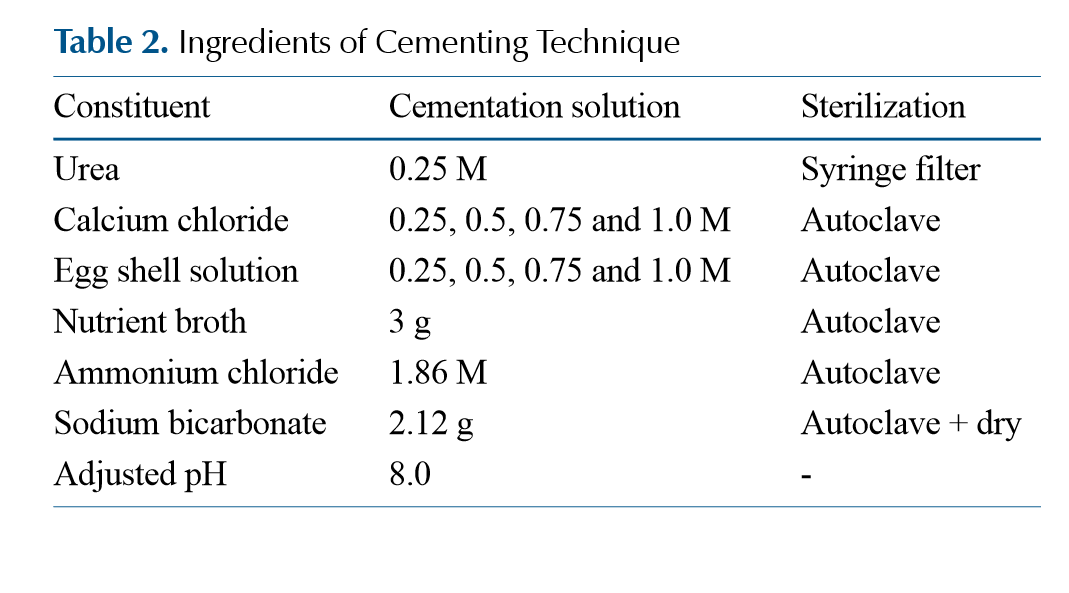 Table 2. Ingredients of Cementing Technique
Constituent Cementation solution Sterilization
Urea 0.25 M Syringe filter
Calcium chloride 0.25, 0.5, 0.75 and 1.0 M Autoclave
Egg shell solution 0.25, 0.5, 0.75 and 1.0 M Autoclave
Nutrient broth 3 g Autoclave
Ammonium chloride 1.86 M Autoclave
Sodium bicarbonate 2.12 g Autoclave + dry
Adjusted pH 8.0 -